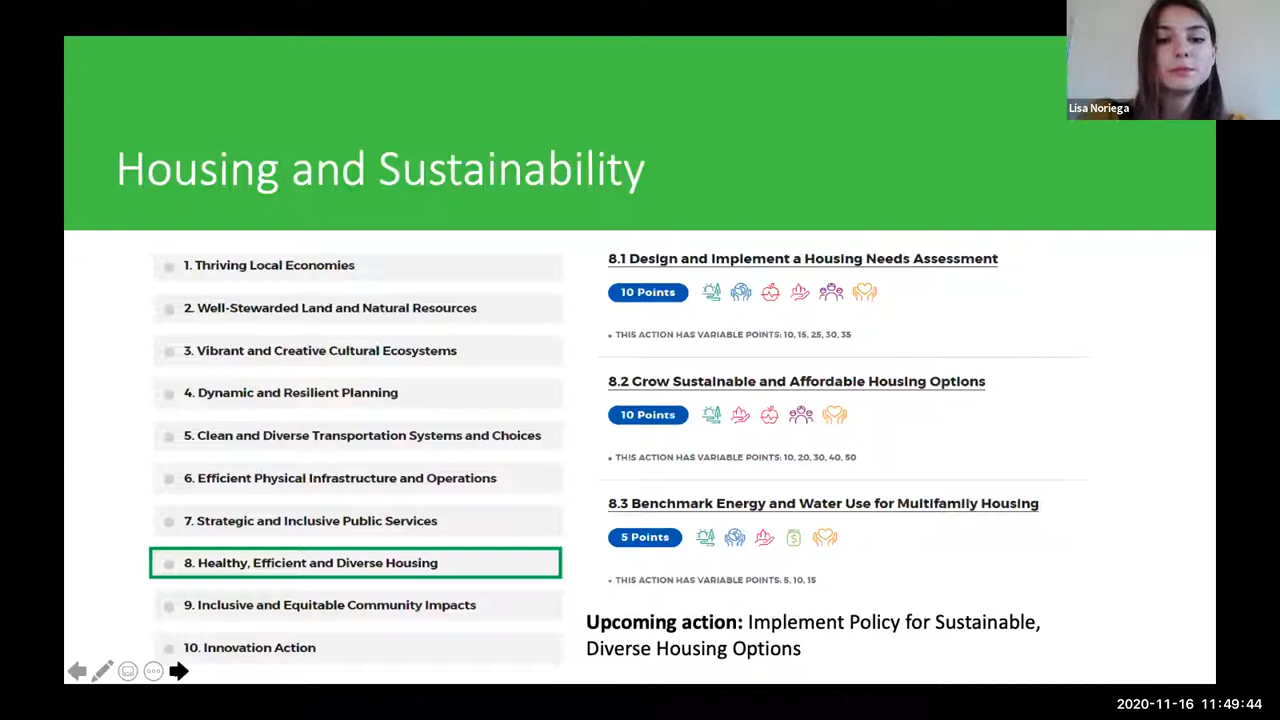 Lisa Noriega
Housing and Sustainability
1. Thriving Local Economies
2. Well-Stewarded Land and Natural Resources
3. Vibrant and Creative Cultural Ecosystems
4. Dynamic and Resilient Planning
5. Clean and Diverse Transportation Systems and Choices
6. Efficient Physical Infrastructure and Operations
7. Strategic and Inclusive Public Services
8. Healthy, Efficient and Diverse Housing
9. Inclusive and Equitable Community Impacts
10. Innovation Action
8.1 Design and Implement a Housing Needs Assessment
10 Points
• THIS ACTION HAS VARIABLE POINTS: 10, 15, 25, 30, 35
8.2 Grow Sustainable and Affordable Housing Options
10 Points
• THIS ACTION HAS VARIABLE POINTS: 10, 20, 30, 40, 50
8.3 Benchmark Energy and Water Use for Multifamily Housing
5 Points
$
• THIS ACTION HAS VARIABLE POINTS: 5, 10, 15
Upcoming action: Implement Policy for Sustainable,
Diverse Housing Options
2020-11-16 11:49:44